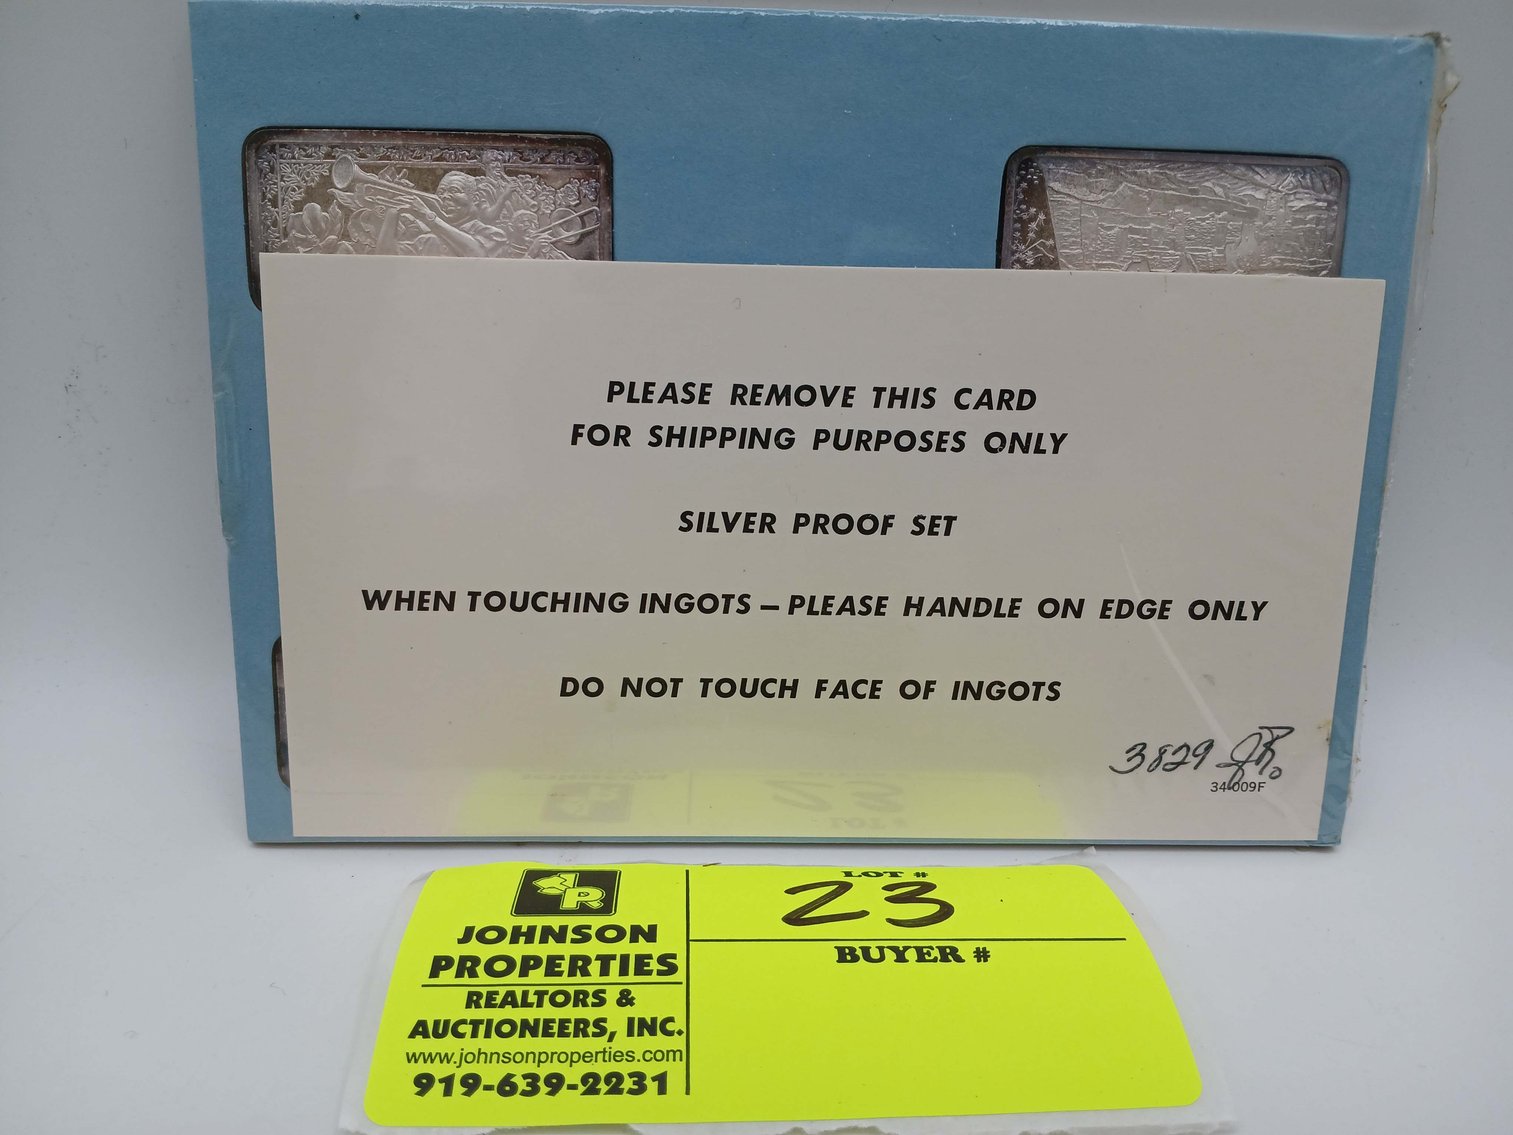 PLEASE REMOVE THIS CARD
FOR SHIPPING PURPOSES ONLY
SILVER PROOF SET
WHEN TOUCHING INGOTS — PLEASE HANDLE ON EDGE ONLY
DO NOT TOUCH FACE OF INGOTS
3829
34-009F
JOHNSON
PROPERTIES
REALTORS &
AUCTIONEERS, INC.
www.johnsonproperties.com
919-639-2231
LOT #
23
BUYER #